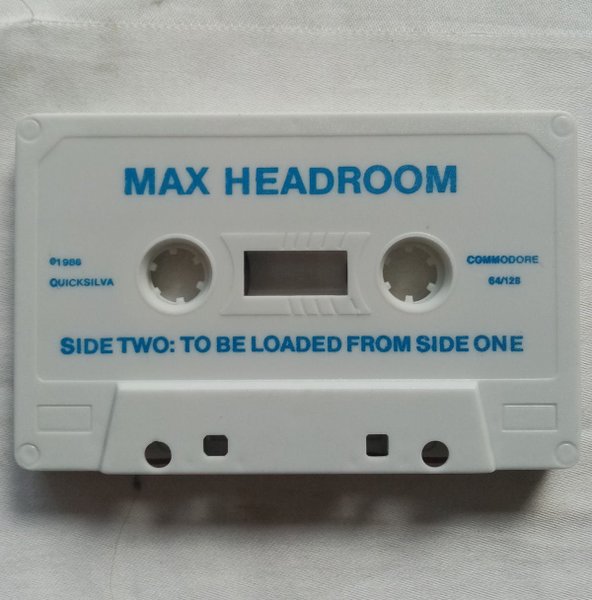 MAX HEADROOM
©1986
QUICKSILVA
COMMODORE
64/128
SIDE TWO: TO BE LOADED FROM SIDE ONE